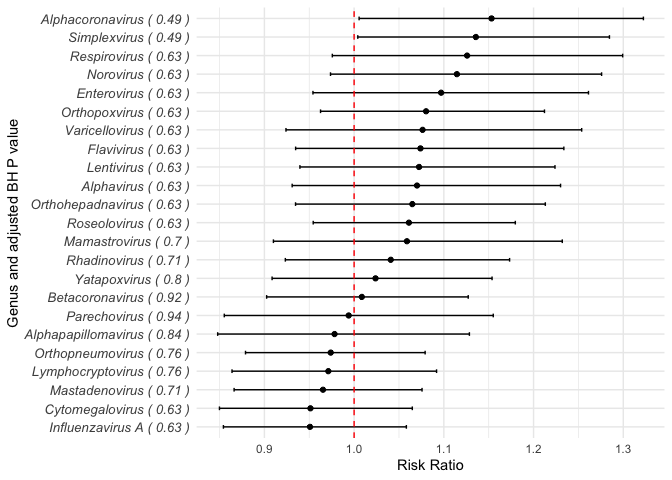 Genus and adjusted BH P value
Alphacoronavirus ( 0.49 )
Simplexvirus ( 0.49 )
Respirovirus ( 0.63 )
Norovirus ( 0.63 )
Enterovirus ( 0.63 )
Orthopoxvirus ( 0.63 )
Varicellovirus ( 0.63 )
Flavivirus ( 0.63 )
Lentivirus ( 0.63 )
Alphavirus ( 0.63 )
Orthohepadnavirus ( 0.63 )
Roseolovirus ( 0.63 )
Mamastrovirus ( 0.7 )
Rhadinovirus ( 0.71 )
Yatapoxvirus ( 0.8 )
Betacoronavirus ( 0.92 )
Parechovirus ( 0.94 )
Alphapapillomavirus ( 0.84 )
Orthopneumovirus ( 0.76 )
Lymphocryptovirus ( 0.76 )
Mastadenovirus ( 0.71 )
Cytomegalovirus ( 0.63 )
Influenzavirus A ( 0.63 )
0.9 1.0 1.1 1.2 1.3
Risk Ratio